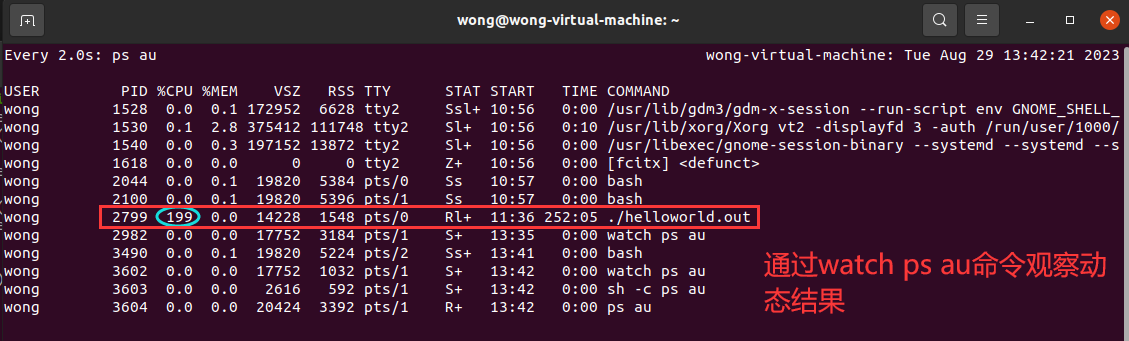 wong@wong-virtual-machine: ~
Every 2.0s: ps au wong-virtual-machine: Tue Aug 29 13:42:21 2023
USER PID %CPU %MEM VSZ RSS TTY STAT START TIME COMMAND
wong 1528 0.0 0.1 172952 6628 tty2 Ssl+ 10:56 0:00 /usr/lib/gdm3/gdm-x-session --run-script env GNOME_SHELL_
wong 1530 0.1 2.8 375412 111748 tty2 Sl+ 10:56 0:10 /usr/lib/xorg/Xorg vt2 -displayfd 3 -auth /run/user/1000/
wong 1540 0.0 0.3 197152 13872 tty2 Sl+ 10:56 0:00 /usr/libexec/gnome-session-binary --systemd --systemd --s
wong 1618 0.0 0.0 0 0 tty2 Z+ 10:56 0:00 [fcitx] <defunct>
wong 2044 0.0 0.1 19820 5384 pts/0 Ss 10:57 0:00 bash
wong 2100 0.0 0.1 19820 5396 pts/1 Ss 10:57 0:00 bash
wong 2799 199 0.0 14228 1548 pts/0 Rl+ 11:36 252:05 ./helloworld.out
wong 2982 0.0 0.0 17752 3184 pts/1 S+ 13:35 0:00 watch ps au
wong 3490 0.0 0.1 19820 5224 pts/2 Ss+ 13:41 0:00 bash
wong 3602 0.0 0.0 17752 1032 pts/1 S+ 13:42 0:00 watch ps au
wong 3603 0.0 0.0 2616 592 pts/1 S+ 13:42 0:00 sh -c ps au
wong 3604 0.0 0.0 20424 3392 pts/1 R+ 13:42 0:00 ps au
通过watch ps au命令观察动
态结果